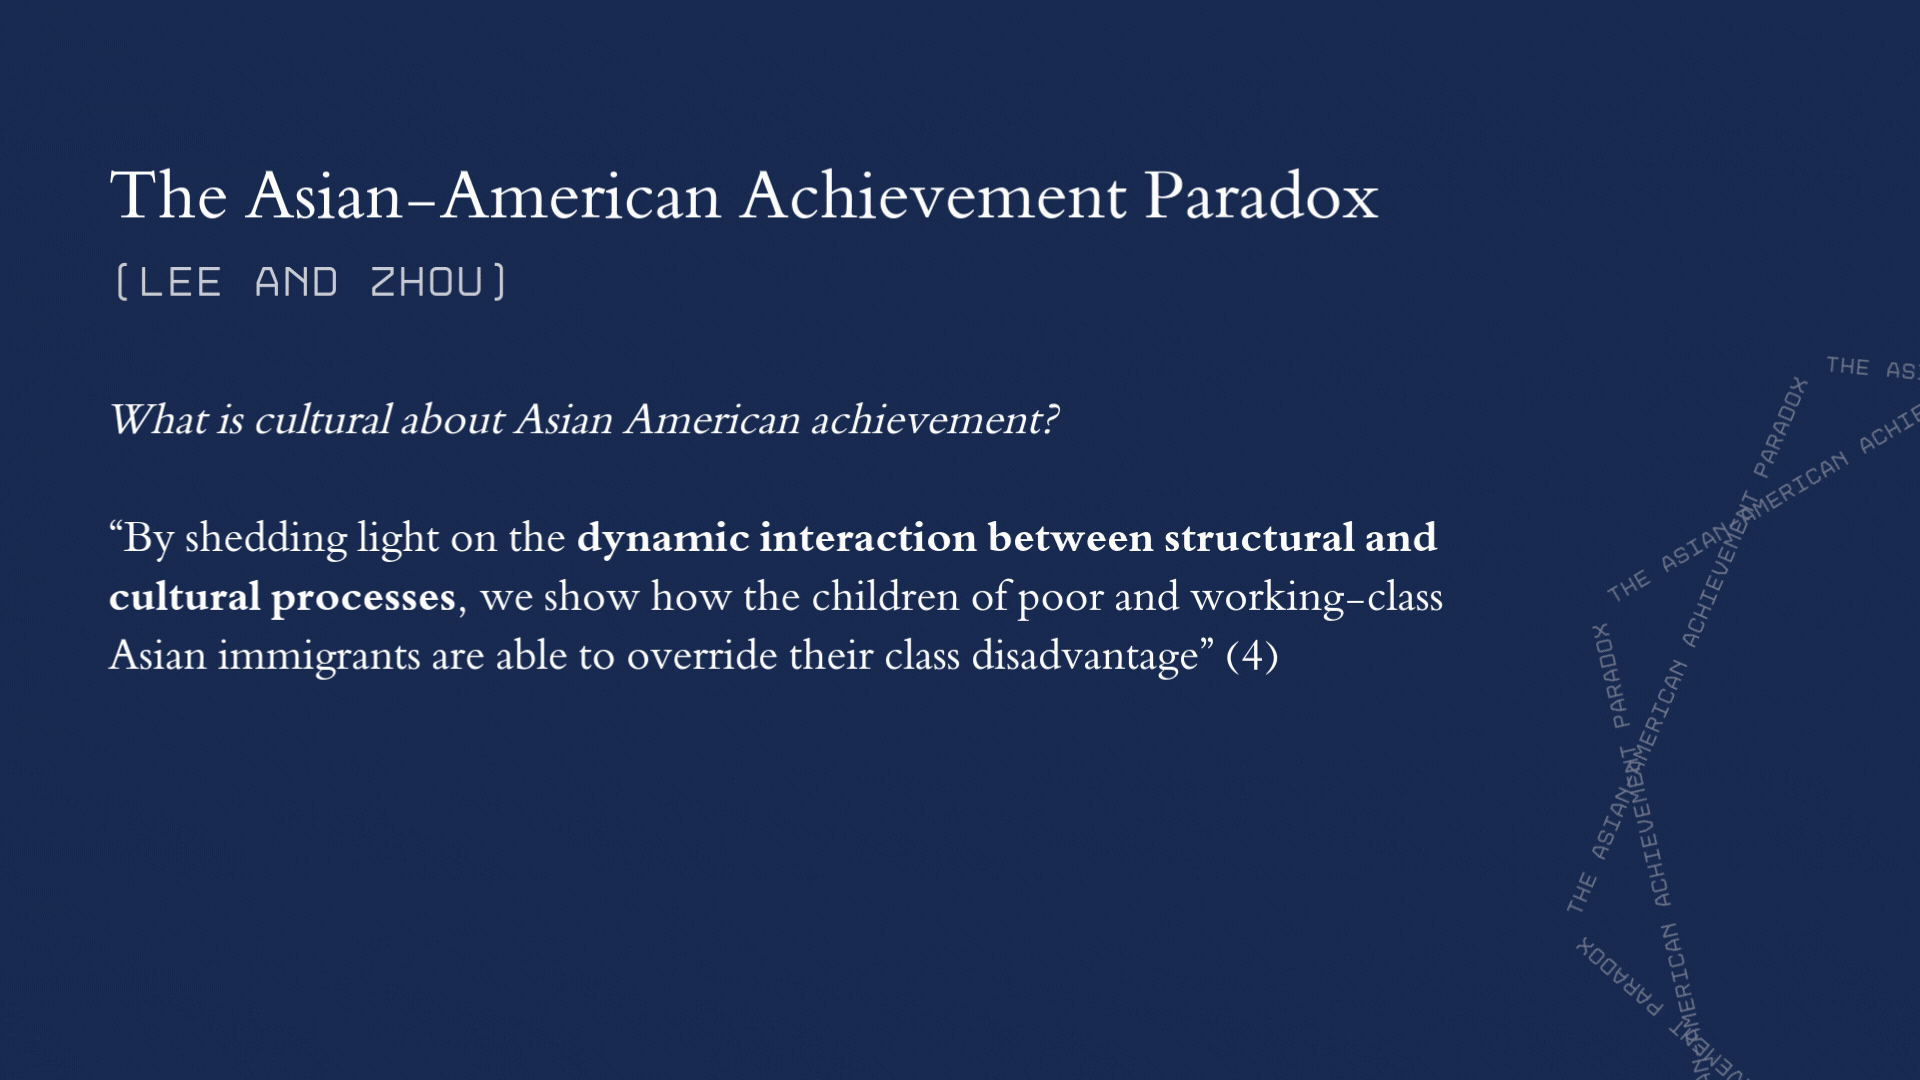 The Asian-American Achievement Paradox
(LEE AND ZHOU)
What is cultural about Asian American achievement?
“By shedding light on the dynamic interaction between structural and
cultural processes, we show how the children of poor and working-class
Asian immigrants are able to override their class disadvantage” (4)
THE ASI
THE ASIAN-AMERICAN ACHIE
THE ASIAN-AMERICAN ACHIEVEMENT PARADOX
AMERICAN ACHIEVEMENT PARADOX
PARADOX